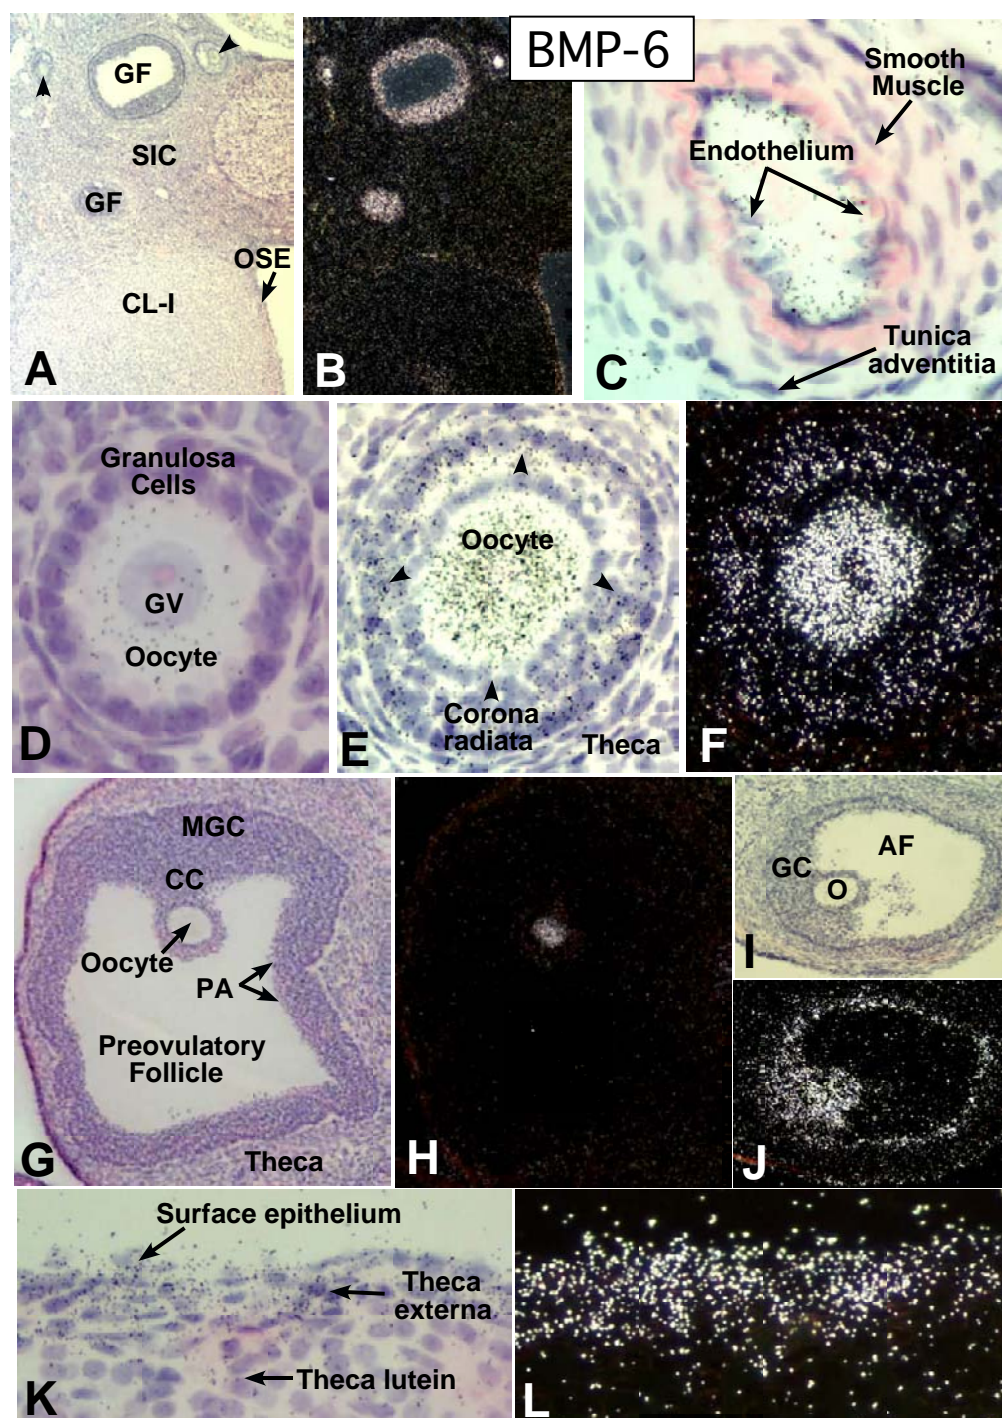 BMP-6
GF
SIC
GF
OSE
CL-I
A
B
Smooth
Muscle
Endothelium
Tunica
adventitia
C
Granulosa
Cells
GV
Oocyte
D
Oocyte
Corona
radiata
Theca
E
F
MGC
CC
Oocyte
PA
Preovulatory
Follicle
Theca
G
H
AF
GC
O
I
J
Surface epithelium
Theca
externa
Theca lutein
K
L